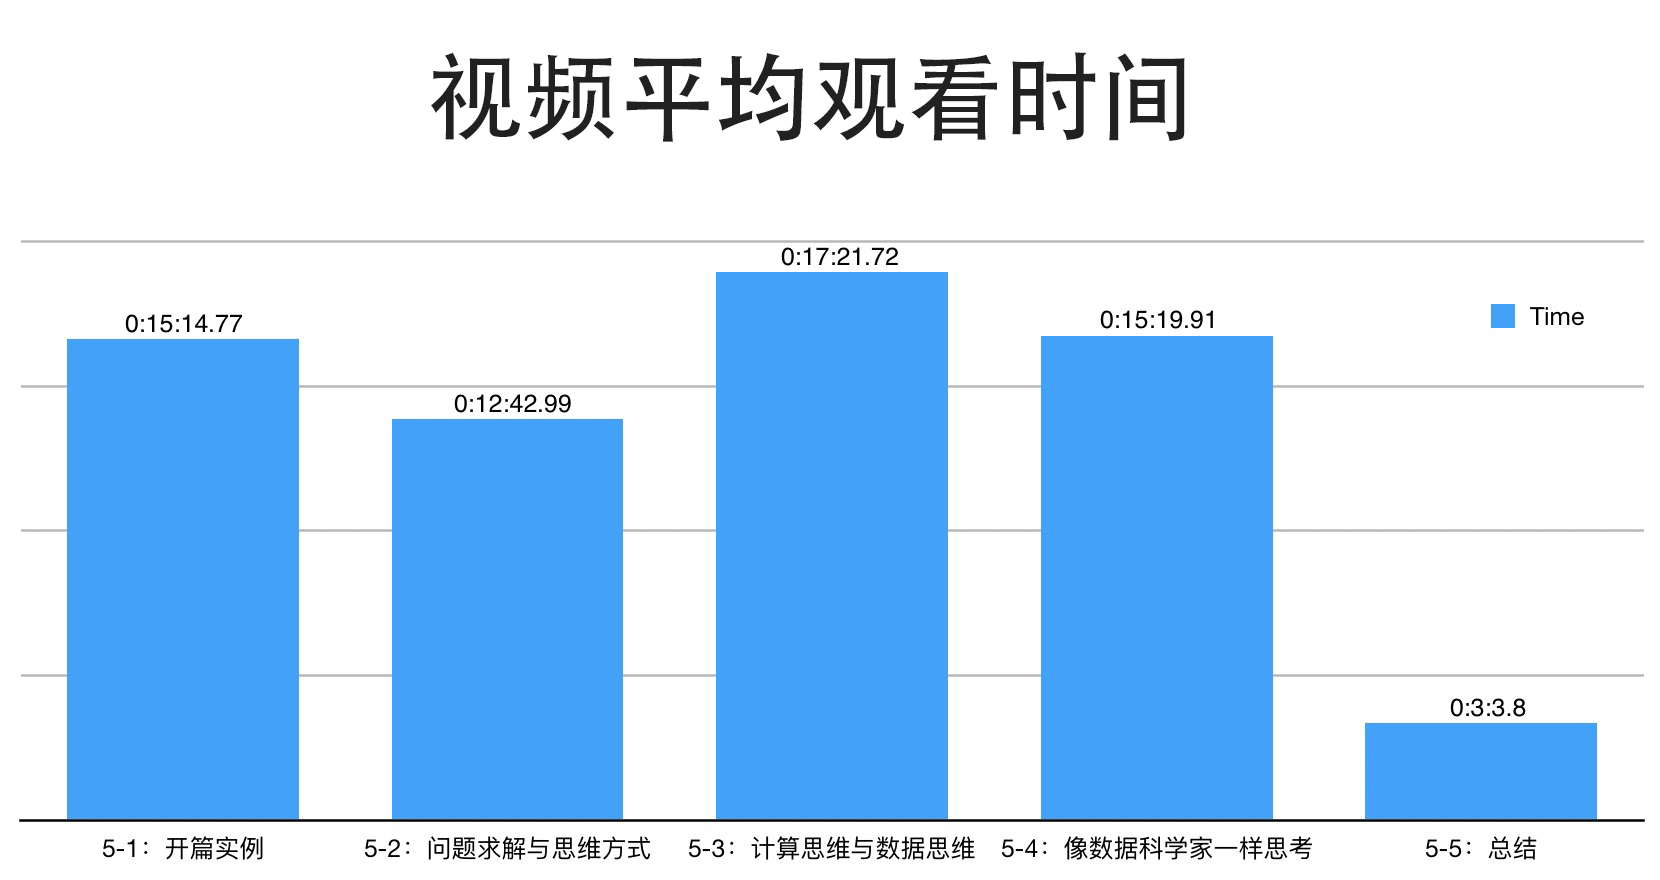 视频平均观看时间
0:17:21.72
0:15:14.77
0:15:19.91
Time
0:12:42.99
0:3:3.8
5-1：开篇实例
5-2：问题求解与思维方式
5-3：计算思维与数据思维
5-4：像数据科学家一样思考
5-5：总结